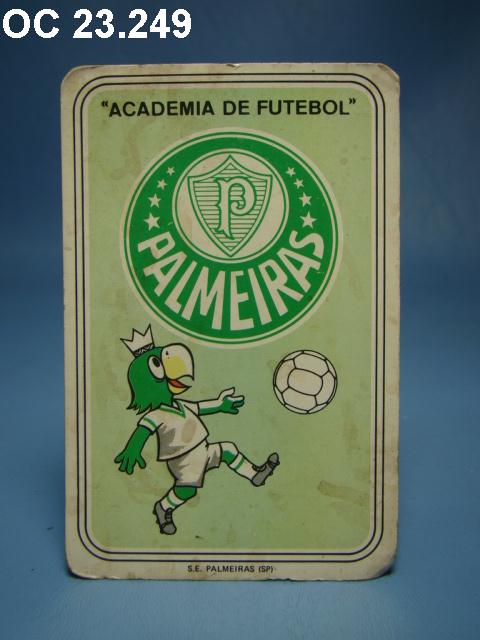 OC 23.249
"ACADEMIA DE FUTEBOL"
P
PALMEIRAS
S.E. PALMEIRAS (SP)